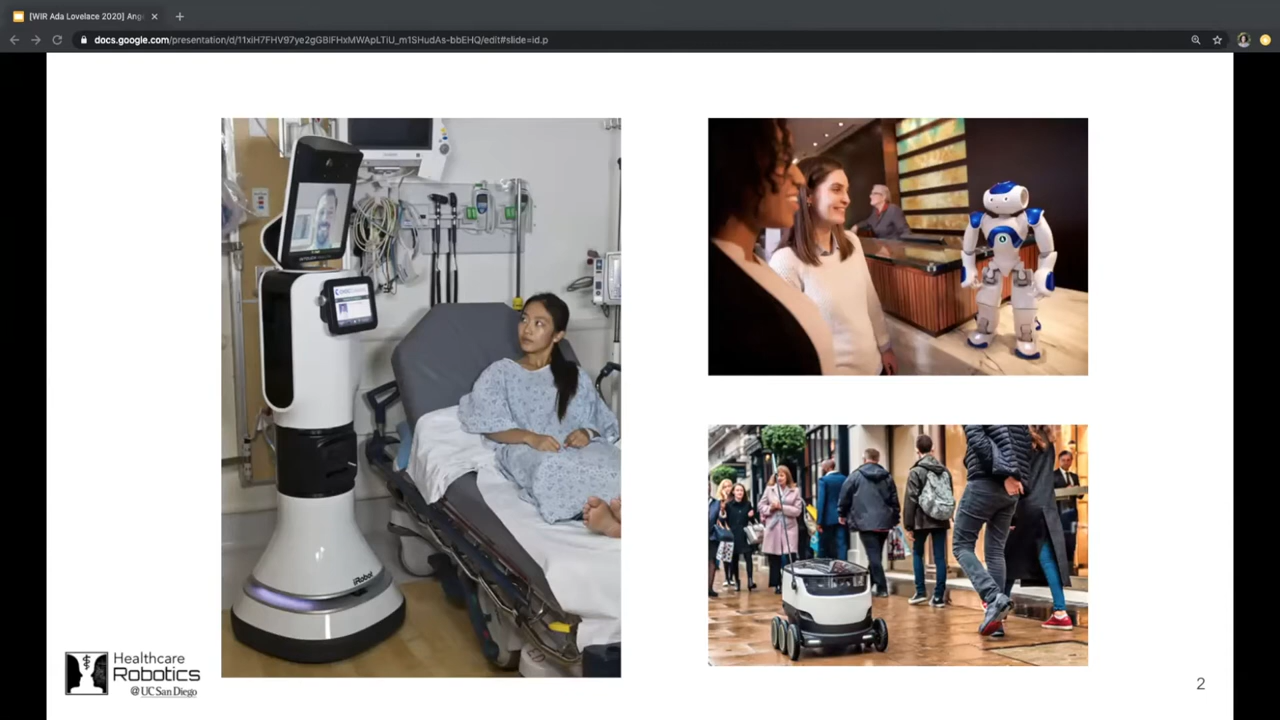 [WIR Ada Lovelace 2020] Ang
docs.google.com/presentation/d/11xiH7FHV97ye2gGBIFHxMWApLTiU_m1SHudAs-bbEHQ/edit#slide=id.p
iRobot
Healthcare
Robotics
@ UC San Diego
2